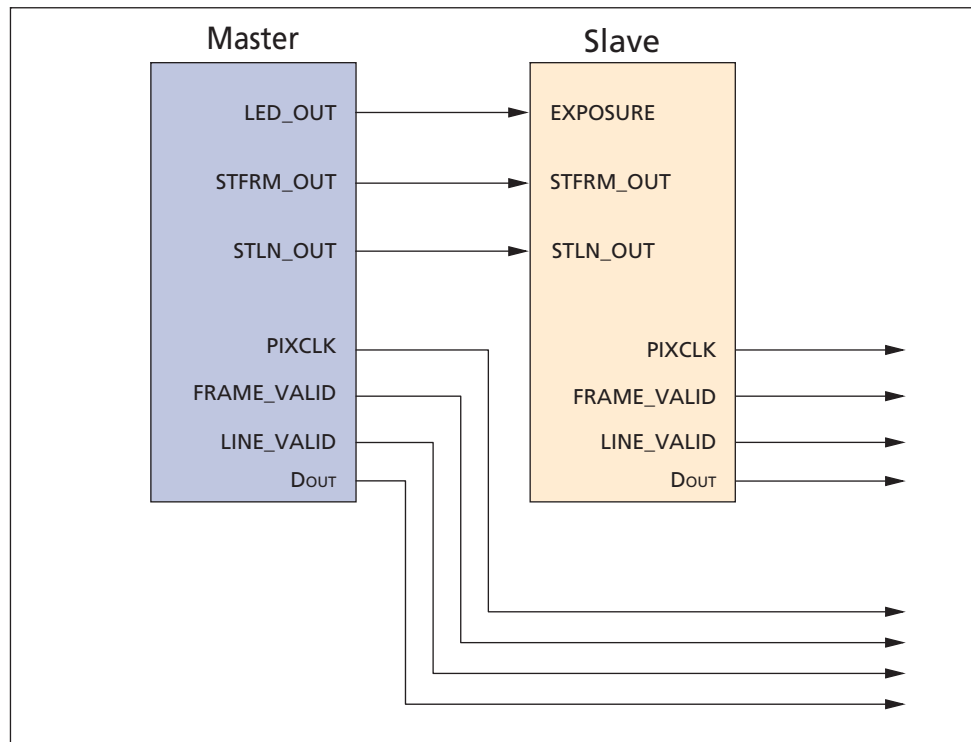 Master
Slave
LED_OUT
STFRM_OUT
STLN_OUT
PIXCLK
FRAME_VALID
LINE_VALID
DOUT
EXPOSURE
STFRM_OUT
STLN_OUT
PIXCLK
FRAME_VALID
LINE_VALID
DOUT